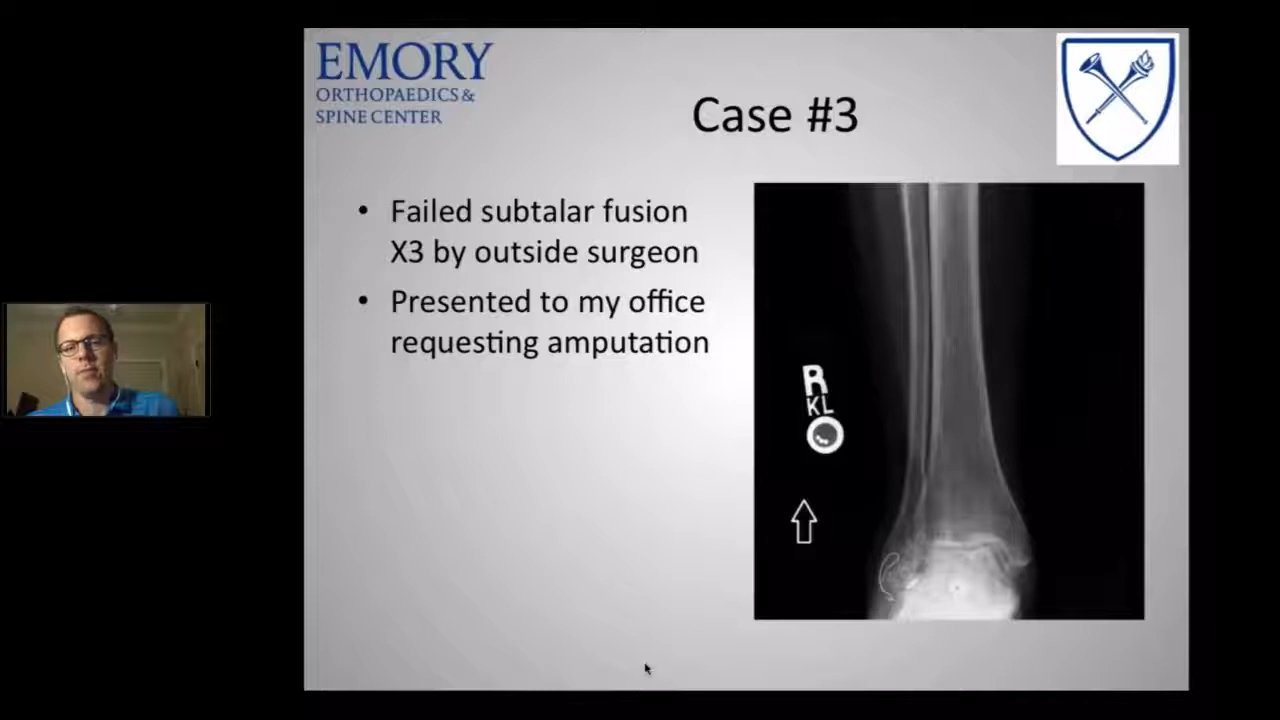 EMORY
ORTHOPAEDICS &
SPINE CENTER
Case #3
• Failed subtalar fusion
X3 by outside surgeon
• Presented to my office
requesting amputation
R
KL